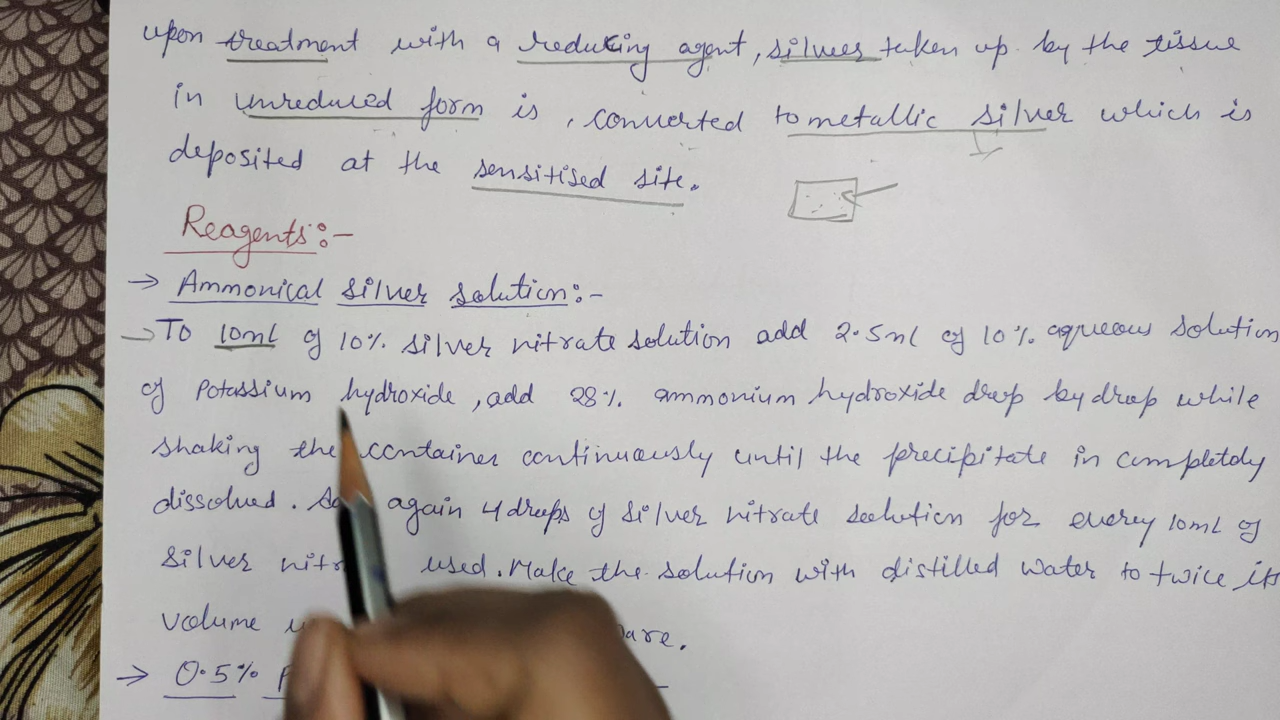 upon treatment with a reducing agent, silver taken up by the tissue
in unreduced form is, converted to metallic silver which is
deposited at the sensitised site.
Reagents:-
→ Ammonical silver solution:-
→ To 10mL of 10% silver nitrate solution add 2.5ml of 10% aqueous solution
of Potassium hydroxide, add 28% ammonium hydroxide drop by drop while
shaking the container continuously until the precipitate in completely
dissolved. again 4 drops of silver nitrate solution for every 10mL of
silver used. Make the solution with distilled water to twice its
volume
→ 0.5%